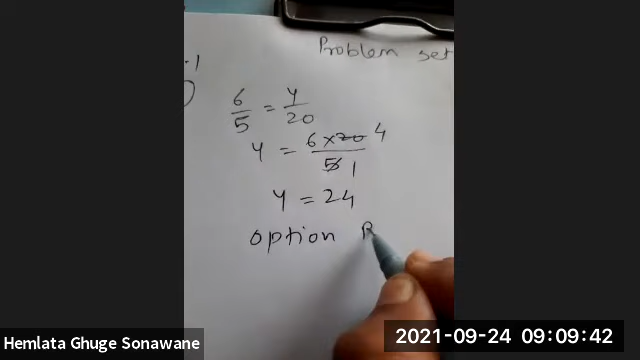 Problem set
.1
6/5 = y/20
y = 6×20 4 / 5 1
y = 24
option B
Hemlata Ghuge Sonawane
2021-09-24 09:09:42